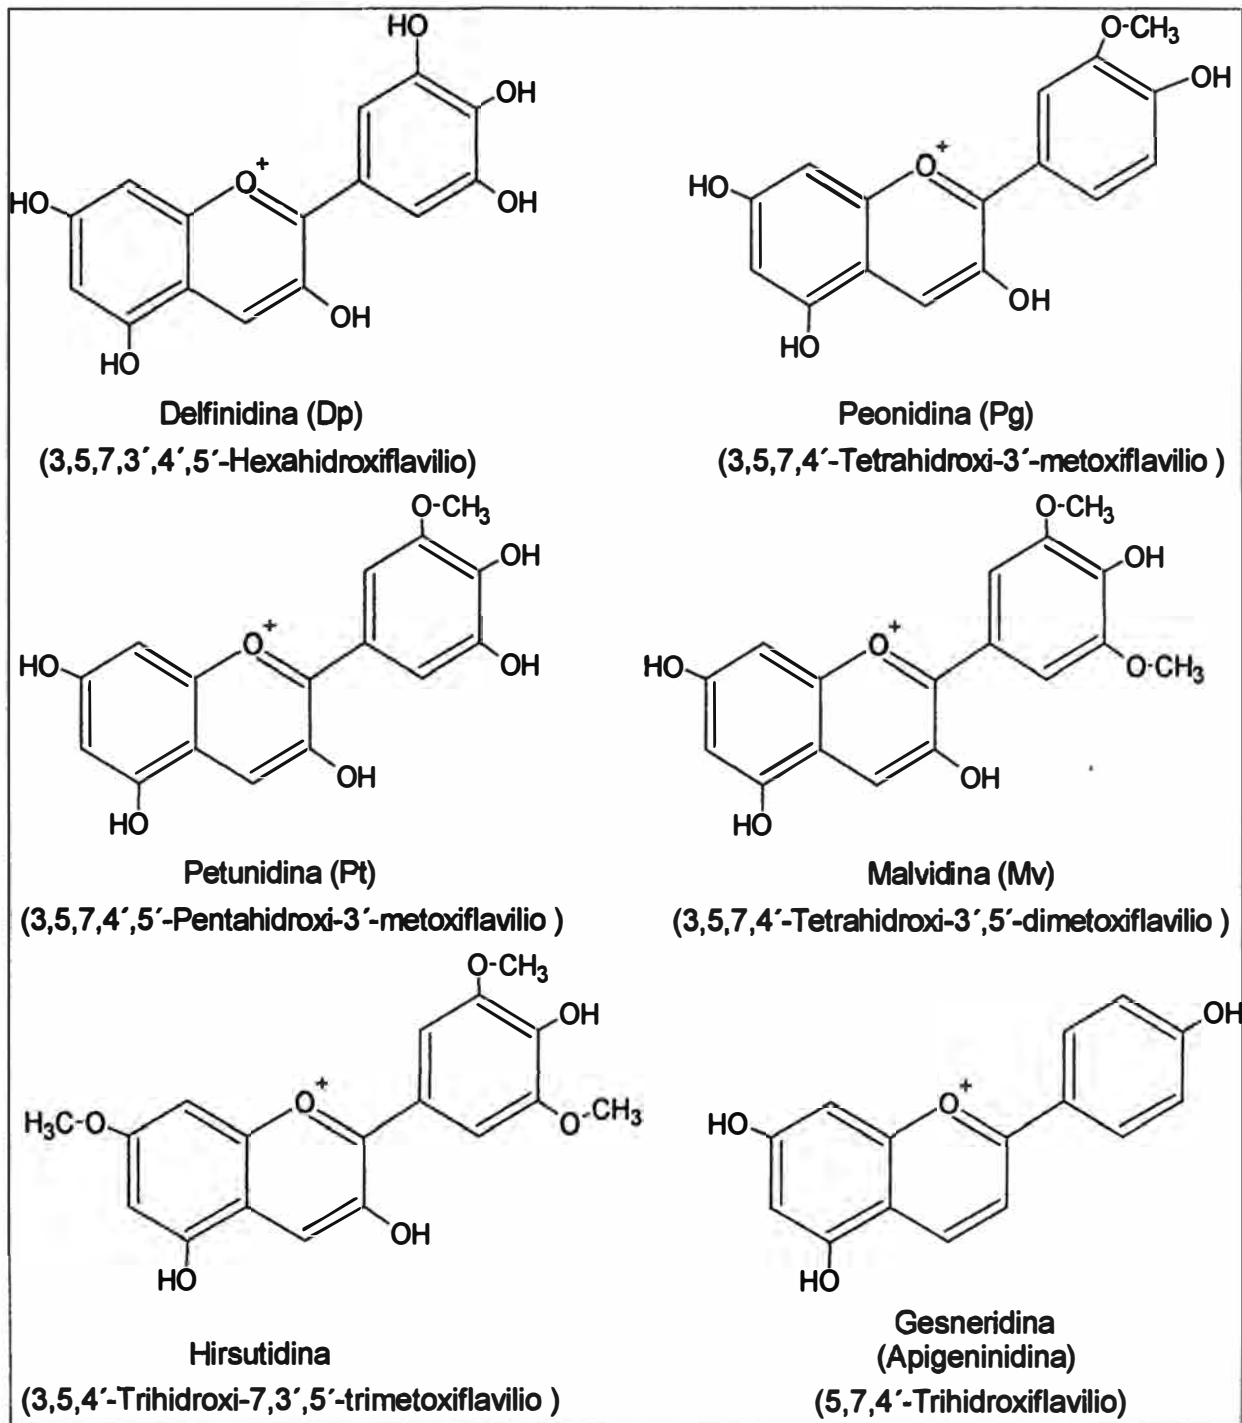 HO
OH
OH
OH
HO
O+
OH
HO
Delfinidina (Dp)
(3,5,7,3´,4´,5´-Hexahidroxiflavilio)
O-CH3
OH
O+
HO
OH
HO
Peonidina (Pg)
(3,5,7,4´-Tetrahidroxi-3´-metoxiflavilio )
O-CH3
OH
OH
O+
HO
OH
HO
Petunidina (Pt)
(3,5,7,4´,5´-Pentahidroxi-3´-metoxiflavilio )
O-CH3
OH
O-CH3
O+
HO
OH
HO
Malvidina (Mv)
(3,5,7,4´-Tetrahidroxi-3´,5´-dimetoxiflavilio )
O-CH3
OH
O-CH3
O+
H3C-O
OH
HO
Hirsutidina
(3,5,4´-Trihidroxi-7,3´,5´-trimetoxiflavilio )
OH
O+
HO
HO
Gesneridina
(Apigeninidina)
(5,7,4´-Trihidroxiflavilio)